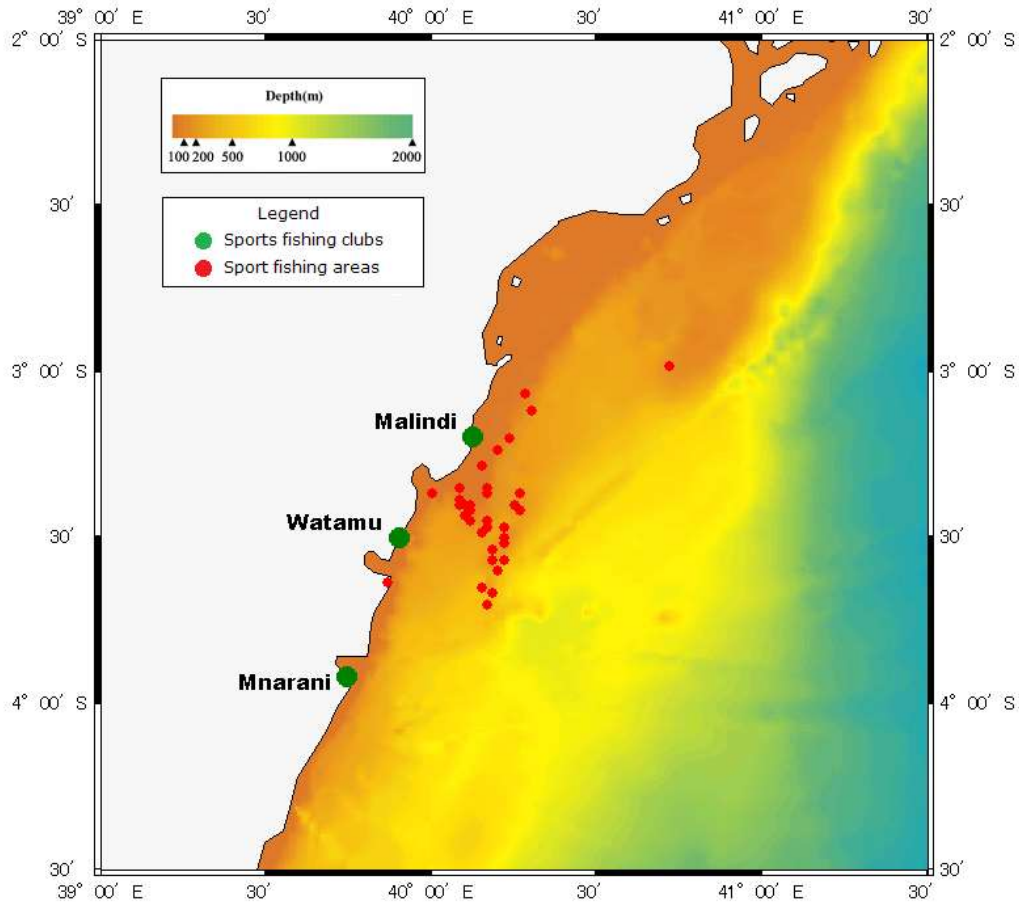 39° 00′ E 30′ 40° 00′ E 30′ 41° 00′ E 30′
2° 00′ S 2° 00′ S
Depth(m)
100 200 500 1000 2000
30′ 30′
Legend
Sports fishing clubs
Sport fishing areas
3° 00′ S 3° 00′ S
Malindi
Watamu
30′ 30′
Mnarani
4° 00′ S 4° 00′ S
30′ 30′
39° 00′ E 30′ 40° 00′ E 30′ 41° 00′ E 30′